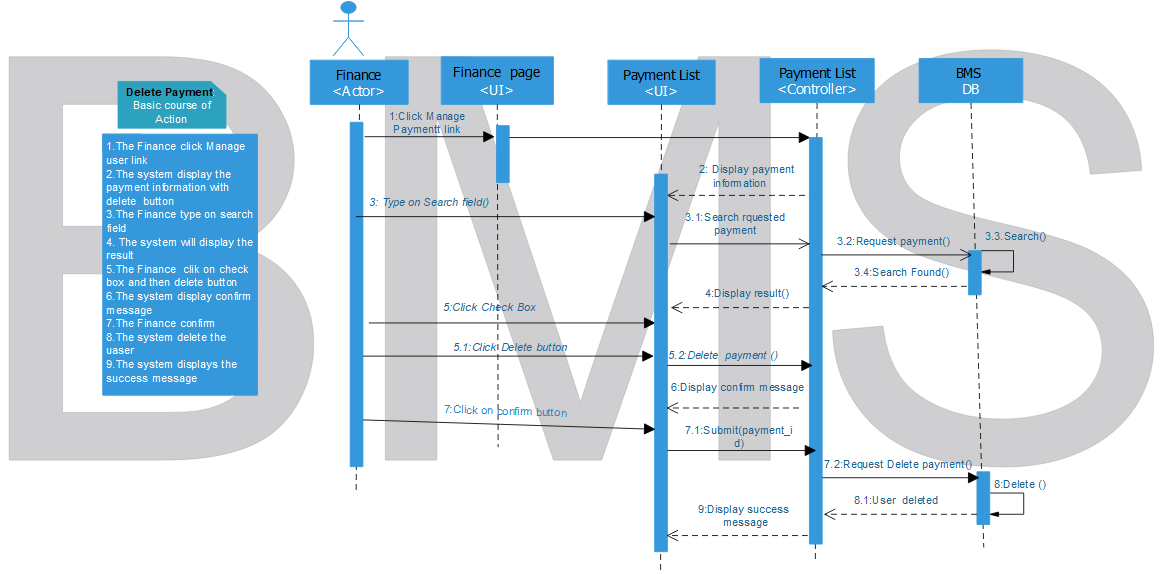 BMS
Finance
<Actor>
Finance  page
<UI>
Payment List
<UI>
Payment List
<Controller>
BMS
DB
Delete Payment
Basic course of
Action
1.The Finance click Manage
user link
2.The system display the
payment information with
delete  button
3.The Finance type on search
field
4. The system will display the
result
5.The Finance  clik on check
box and then delete button
6.The system display confirm
message
7.The Finance confirm
8.The system delete the
uaser
9.The system displays the
success message
1:Click Manage
Paymentt link
2: Display payment
information
3: Type on Search field()
3.1:Search rquested
payment
3.2:Request payment()
3.3.Search()
3.4:Search Found()
4:Display result()
5:Click Check Box
5.1:Click Delete button
5.2:Delete  payment ()
6:Display confirm message
7:Click on confirm button
7.1:Submit(payment_i
d)
7.2:Request Delete payment()
8:Delete ()
8.1:User  deleted
9:Display success
message